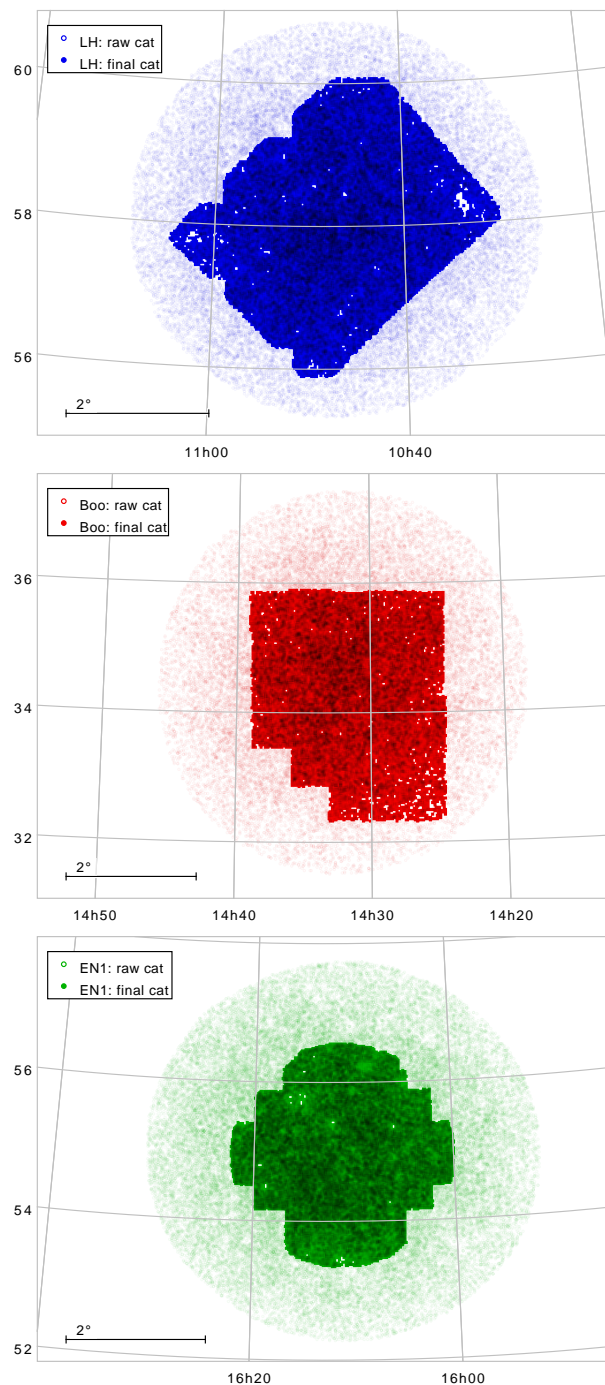 LH: raw cat
LH: final cat
60
58
56
2°
11h00 10h40
Boo: raw cat
Boo: final cat
36
34
32
2°
14h50 14h40 14h30 14h20
EN1: raw cat
EN1: final cat
56
54
52
2°
16h20 16h00